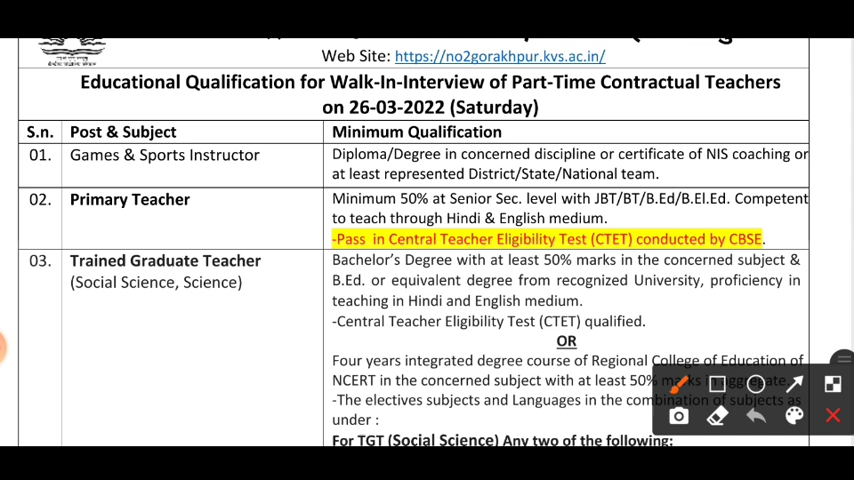 Web Site: https://no2gorakhpur.kvs.ac.in/
Educational Qualification for Walk-In-Interview of Part-Time Contractual Teachers
on 26-03-2022 (Saturday)
S.n. Post & Subject Minimum Qualification
01. Games & Sports Instructor Diploma/Degree in concerned discipline or certificate of NIS coaching or
at least represented District/State/National team.
02. Primary Teacher Minimum 50% at Senior Sec. level with JBT/BT/B.Ed/B.El.Ed. Competent
to teach through Hindi & English medium.
-Pass in Central Teacher Eligibility Test (CTET) conducted by CBSE.
03. Trained Graduate Teacher Bachelor's Degree with at least 50% marks in the concerned subject &
(Social Science, Science) B.Ed. or equivalent degree from recognized University, proficiency in
teaching in Hindi and English medium.
-Central Teacher Eligibility Test (CTET) qualified.
OR
Four years integrated degree course of Regional College of Education of
NCERT in the concerned subject with at least 50% marks in aggregate.
-The electives subjects and Languages in the combination of subjects as
under :
For TGT (Social Science) Any two of the following: